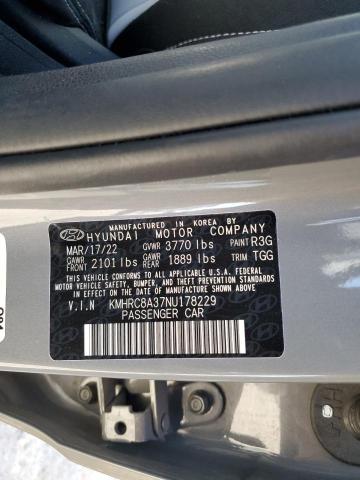 MANUFACTURED IN KOREA BY
HYUNDAI MOTOR COMPANY
MAR/17/22 GVWR 3770 lbs PAINT R3G
GAWR FRONT 2101 lbs GAWR REAR 1889 lbs TRIM TGG
THIS VEHICLE CONFORMS TO ALL APPLICABLE U.S.A. FEDERAL
MOTOR VEHICLE SAFETY, BUMPER, AND THEFT PREVENTION
STANDARDS IN EFFECT ON THE DATE OF MANUFACTURE
SHOWN ABOVE.
V.I.N KMHRC8A37NU178229
PASSENGER CAR